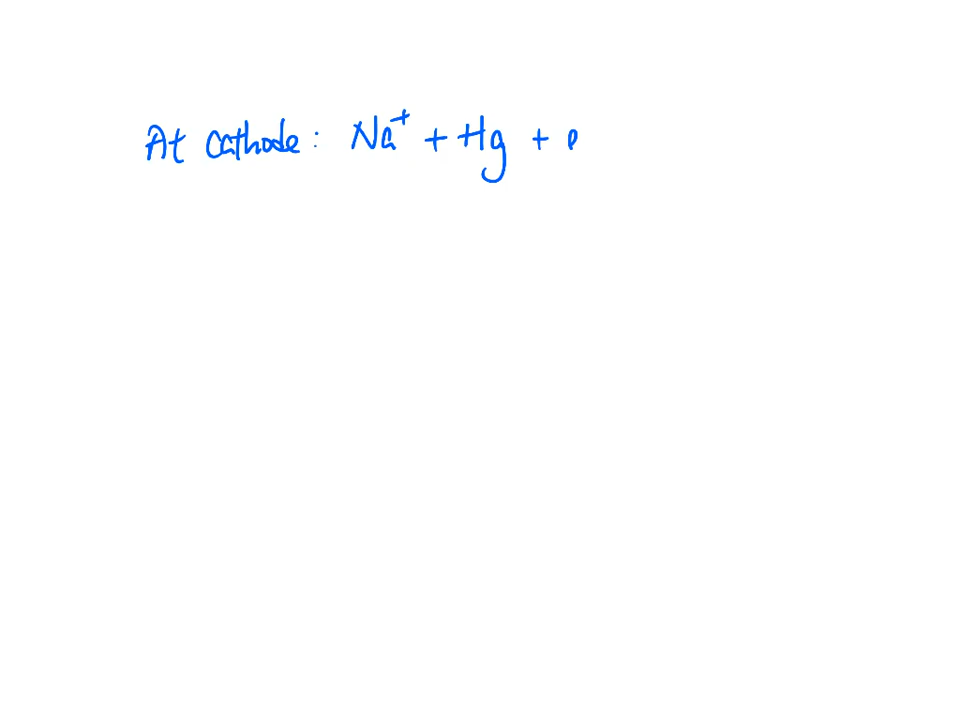 At cathode: Na⁺ + Hg +